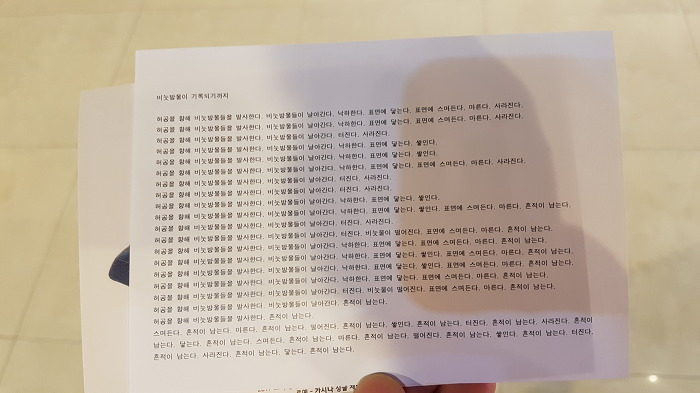 비눗방울이 기록되기까지
허공을 향해 비눗방울들을 발사한다. 비눗방울들이 날아간다. 낙하한다. 표면에 닿는다. 표면에 스며든다. 마른다. 사라진다.
허공을 향해 비눗방울들을 발사한다. 비눗방울들이 날아간다. 낙하한다. 표면에 닿는다. 표면에 스며든다. 마른다. 사라진다.
허공을 향해 비눗방울들을 발사한다. 비눗방울들이 날아간다. 터진다. 사라진다.
허공을 향해 비눗방울들을 발사한다. 비눗방울들이 날아간다. 낙하한다. 표면에 닿는다. 쌓인다.
허공을 향해 비눗방울들을 발사한다. 비눗방울들이 날아간다. 낙하한다. 표면에 닿는다. 쌓인다.
허공을 향해 비눗방울들을 발사한다. 비눗방울들이 날아간다. 낙하한다. 표면에 닿는다. 표면에 스며든다. 마른다. 사라진다.
허공을 향해 비눗방울들을 발사한다. 비눗방울들이 날아간다. 터진다. 사라진다.
허공을 향해 비눗방울들을 발사한다. 비눗방울들이 날아간다. 터진다. 사라진다.
허공을 향해 비눗방울들을 발사한다. 비눗방울들이 날아간다. 낙하한다. 표면에 닿는다. 쌓인다.
허공을 향해 비눗방울들을 발사한다. 비눗방울들이 날아간다. 낙하한다. 표면에 닿는다. 쌓인다. 표면에 스며든다. 마른다. 흔적이 남는다.
허공을 향해 비눗방울들을 발사한다. 비눗방울들이 날아간다. 터진다. 사라진다.
허공을 향해 비눗방울들을 발사한다. 비눗방울들이 날아간다. 터진다. 비눗물이 떨어진다. 표면에 스며든다. 마른다. 흔적이 남는다.
허공을 향해 비눗방울들을 발사한다. 비눗방울들이 날아간다. 낙하한다. 표면에 닿는다. 표면에 스며든다. 마른다. 흔적이 남는다.
허공을 향해 비눗방울들을 발사한다. 비눗방울들이 날아간다. 낙하한다. 표면에 닿는다. 쌓인다. 표면에 스며든다. 마른다. 흔적이 남는다.
허공을 향해 비눗방울들을 발사한다. 비눗방울들이 날아간다. 낙하한다. 표면에 닿는다. 쌓인다. 표면에 스며든다. 마른다. 흔적이 남는다.
허공을 향해 비눗방울들을 발사한다. 비눗방울들이 날아간다. 낙하한다. 표면에 닿는다. 표면에 스며든다. 마른다. 흔적이 남는다.
허공을 향해 비눗방울들을 발사한다. 비눗방울들이 날아간다. 터진다. 비눗물이 떨어진다. 표면에 스며든다. 마른다. 흔적이 남는다.
허공을 향해 비눗방울들을 발사한다. 비눗방울들이 날아간다. 흔적이 남는다.
허공을 향해 비눗방울들을 발사한다. 흔적이 남는다.
스며든다. 흔적이 남는다. 마른다. 흔적이 남는다. 떨어진다. 흔적이 남는다. 쌓인다. 흔적이 남는다. 터진다. 흔적이 남는다. 사라진다. 흔적이
남는다. 닿는다. 흔적이 남는다. 스며든다. 흔적이 남는다. 마른다. 흔적이 남는다. 떨어진다. 흔적이 남는다. 쌓인다. 흔적이 남는다. 터진다.
흔적이 남는다. 사라진다. 흔적이 남는다. 닿는다. 흔적이 남는다.
가시나 싱글